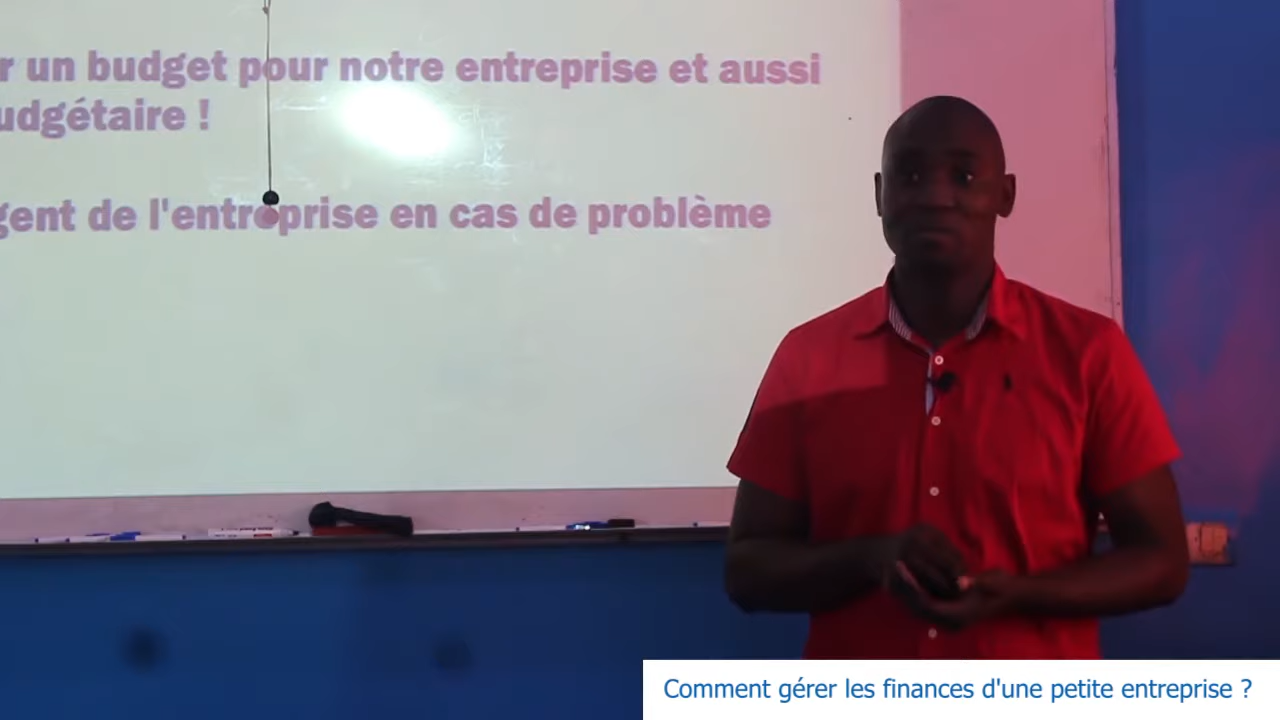 r un budget pour notre entreprise et aussi
udgétaire !
gent de l'entreprise en cas de problème
Comment gérer les finances d'une petite entreprise ?